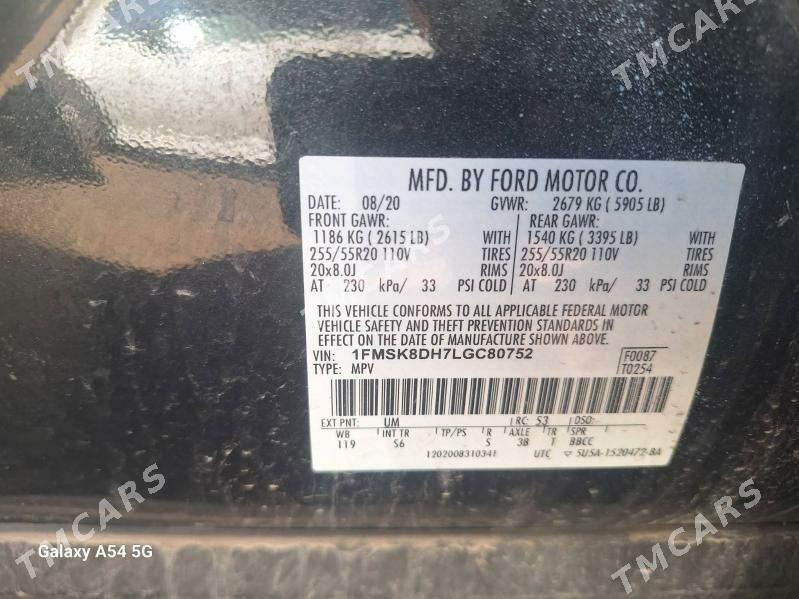 TMCARS
TMCARS
TMCARS
MFD. BY FORD MOTOR CO.
DATE: 08/20 GVWR: 2679 KG ( 5905 LB)
FRONT GAWR: REAR GAWR:
1186 KG ( 2615 LB) WITH 1540 KG ( 3395 LB) WITH
255/55R20 110V TIRES 255/55R20 110V TIRES
20x8.0J RIMS 20x8.0J RIMS
AT 230 kPa/ 33 PSI COLD AT 230 kPa/ 33 PSI COLD
THIS VEHICLE CONFORMS TO ALL APPLICABLE FEDERAL MOTOR
VEHICLE SAFETY AND THEFT PREVENTION STANDARDS IN
EFFECT ON THE DATE OF MANUFACTURE SHOWN ABOVE.
VIN: 1FMSK8DH7LGC80752 F0087
TYPE: MPV T0254
EXT PNT: UM RC: 53 DSO:
WB INT TR TP/PS R AXLE TR SPR
119 S6 S 3B T BBCC
1202008310341 UTC 5U5A-1520472-BA
TMCARS
TMCARS
TMCARS
Galaxy A54 5G